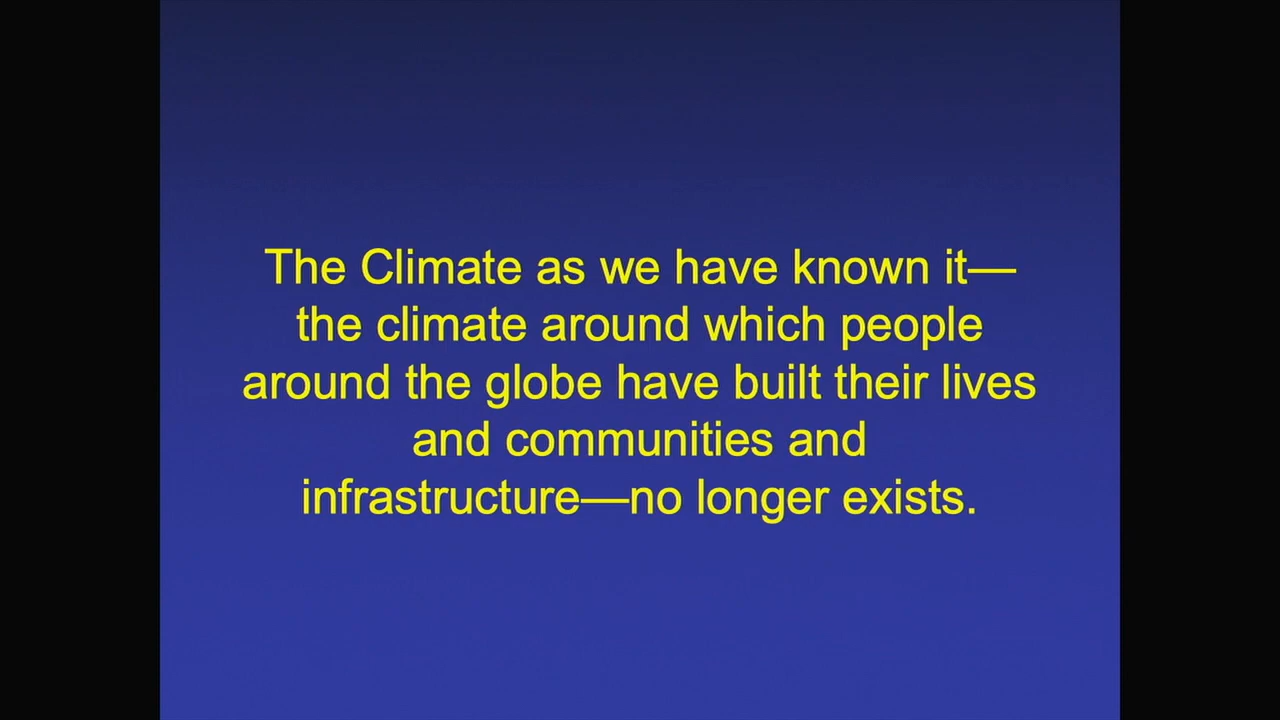 The Climate as we have known it—
the climate around which people
around the globe have built their lives
and communities and
infrastructure—no longer exists.